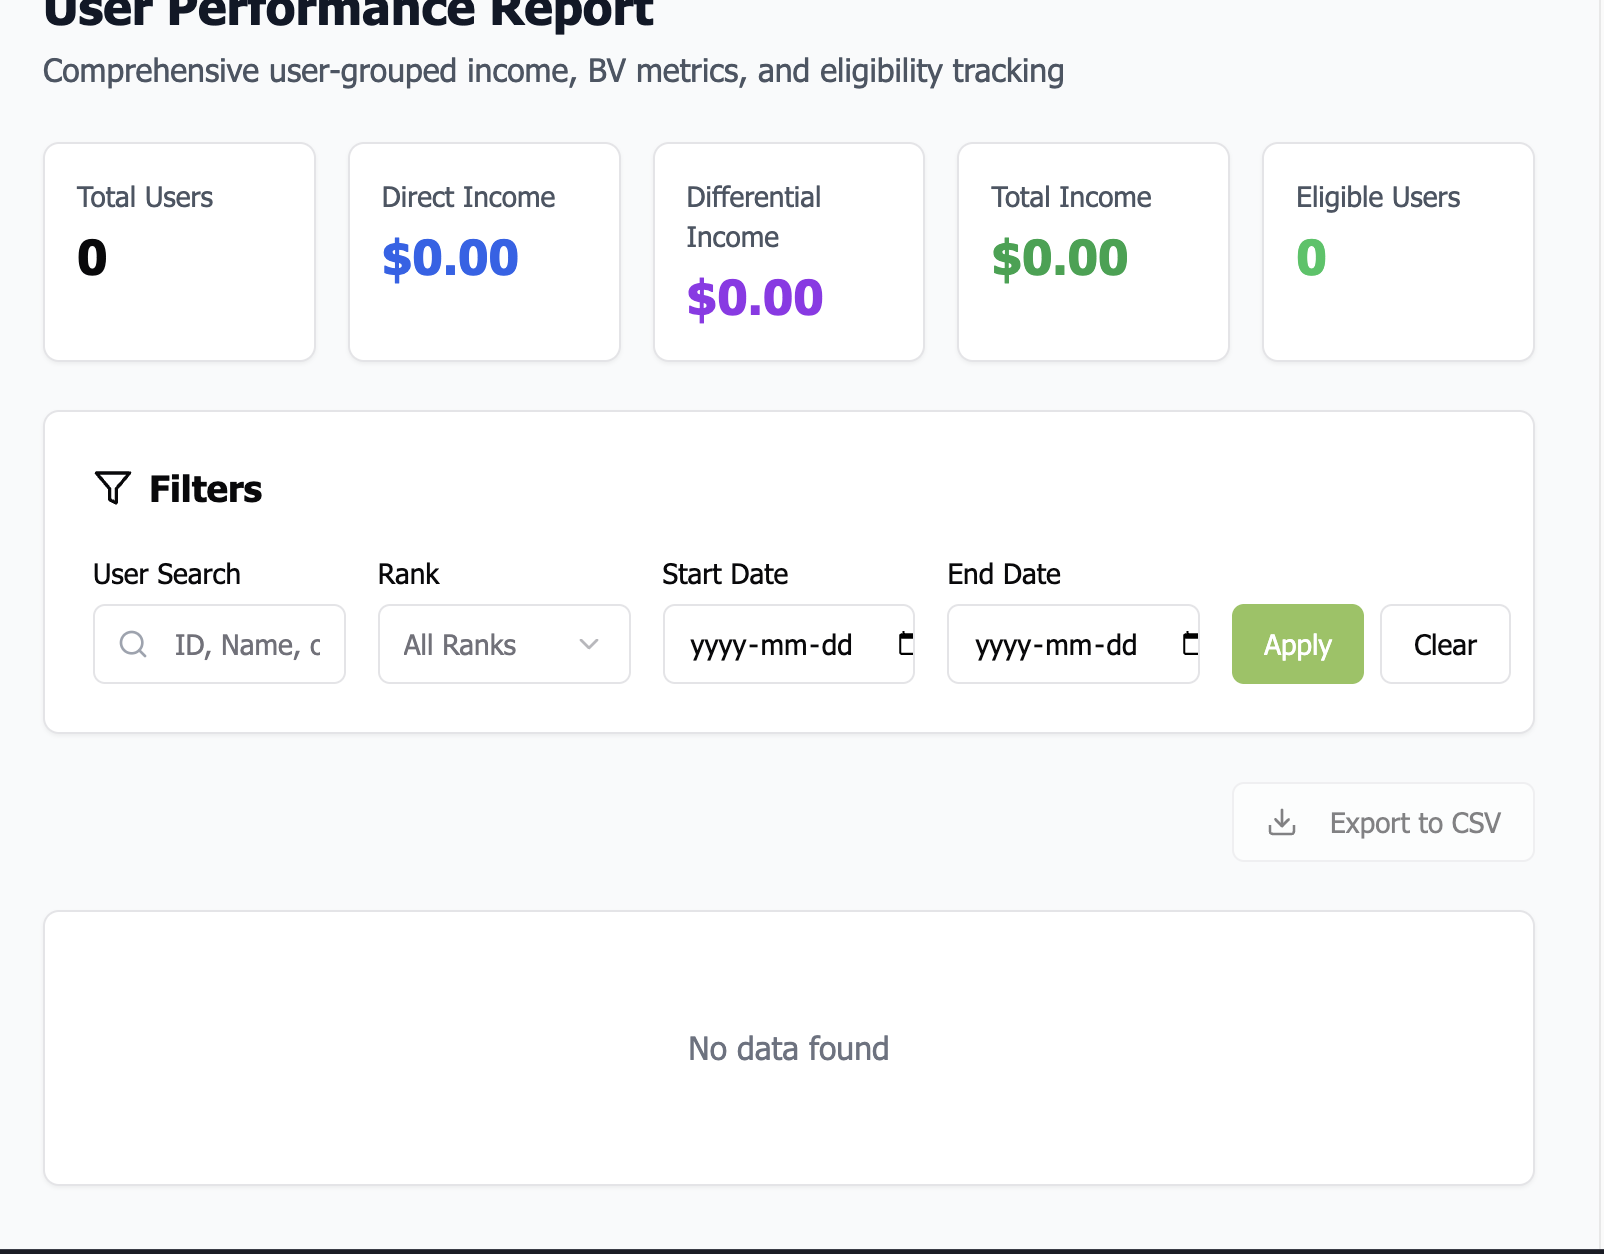 User Performance Report
Comprehensive user-grouped income, BV metrics, and eligibility tracking
Total Users
0
Direct Income
$0.00
Differential
Income
$0.00
Total Income
$0.00
Eligible Users
0
Filters
User Search
ID, Name, 
Rank
All Ranks
Start Date
yyyy-mm-dd
End Date
yyyy-mm-dd
Apply
Clear
Export to CSV
No data found